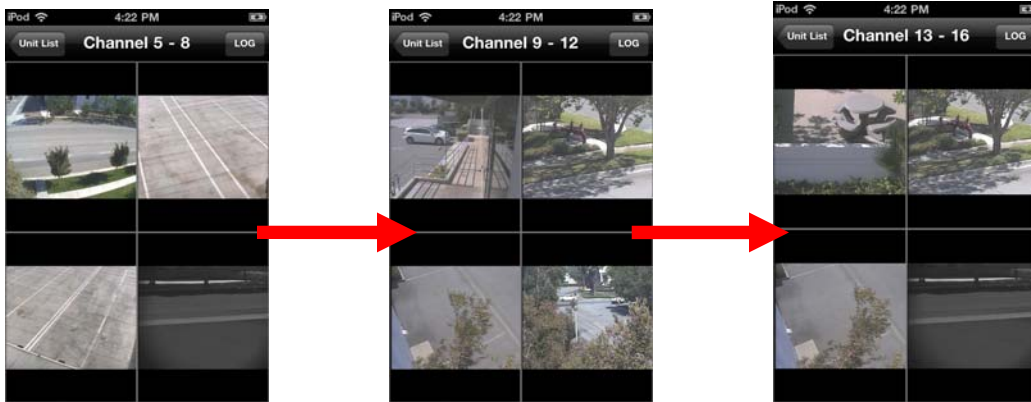 iPod 4:22 PM
Unit List Channel 5 - 8 LOG
iPod 4:22 PM
Unit List Channel 9 - 12 LOG
iPod 4:22 PM
Unit List Channel 13 - 16 LOG